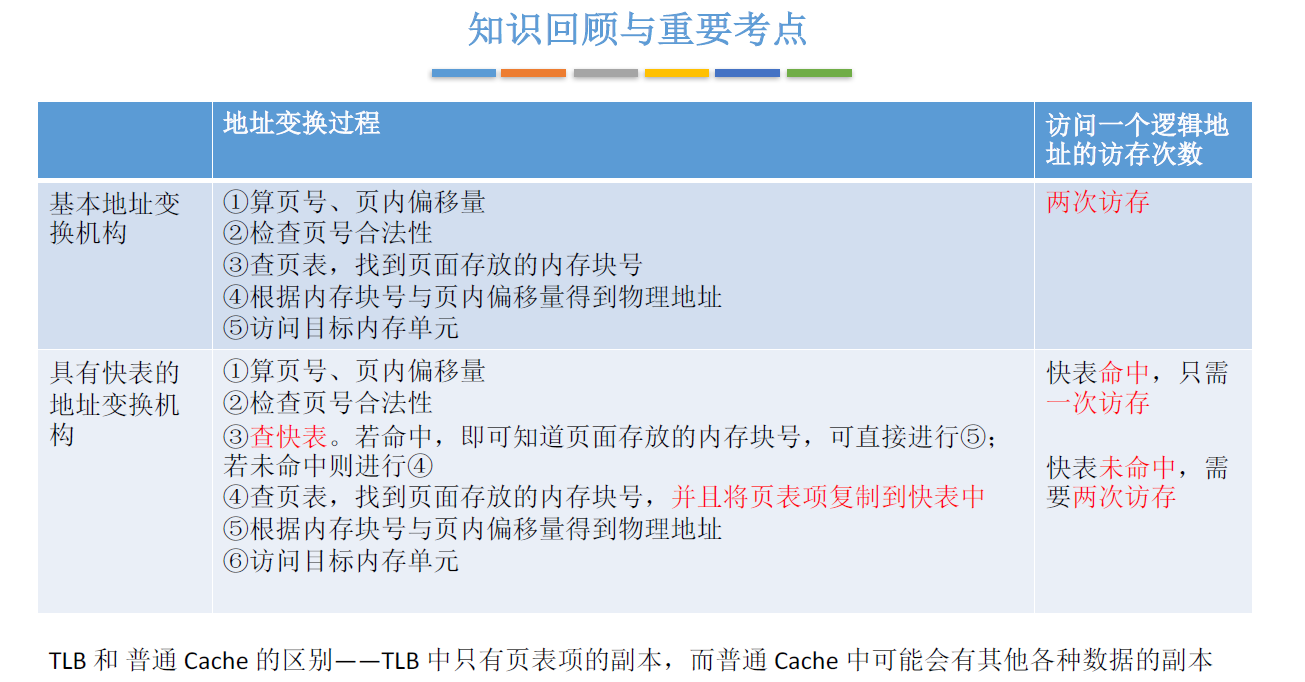 知识回顾与重要考点
地址变换过程
访问一个逻辑地
址的访存次数
基本地址变
换机构
①算页号、页内偏移量
②检查页号合法性
③查页表，找到页面存放的内存块号
④根据内存块号与页内偏移量得到物理地址
⑤访问目标内存单元
两次访存
具有快表的
地址变换机
构
①算页号、页内偏移量
②检查页号合法性
③查快表。若命中，即可知道页面存放的内存块号，可直接进行⑤；
若未命中则进行④
④查页表，找到页面存放的内存块号，并且将页表项复制到快表中
⑤根据内存块号与页内偏移量得到物理地址
⑥访问目标内存单元
快表命中，只需
一次访存
快表未命中，需
要两次访存
TLB 和 普通 Cache 的区别——TLB 中只有页表项的副本，而普通 Cache 中可能会有其他各种数据的副本